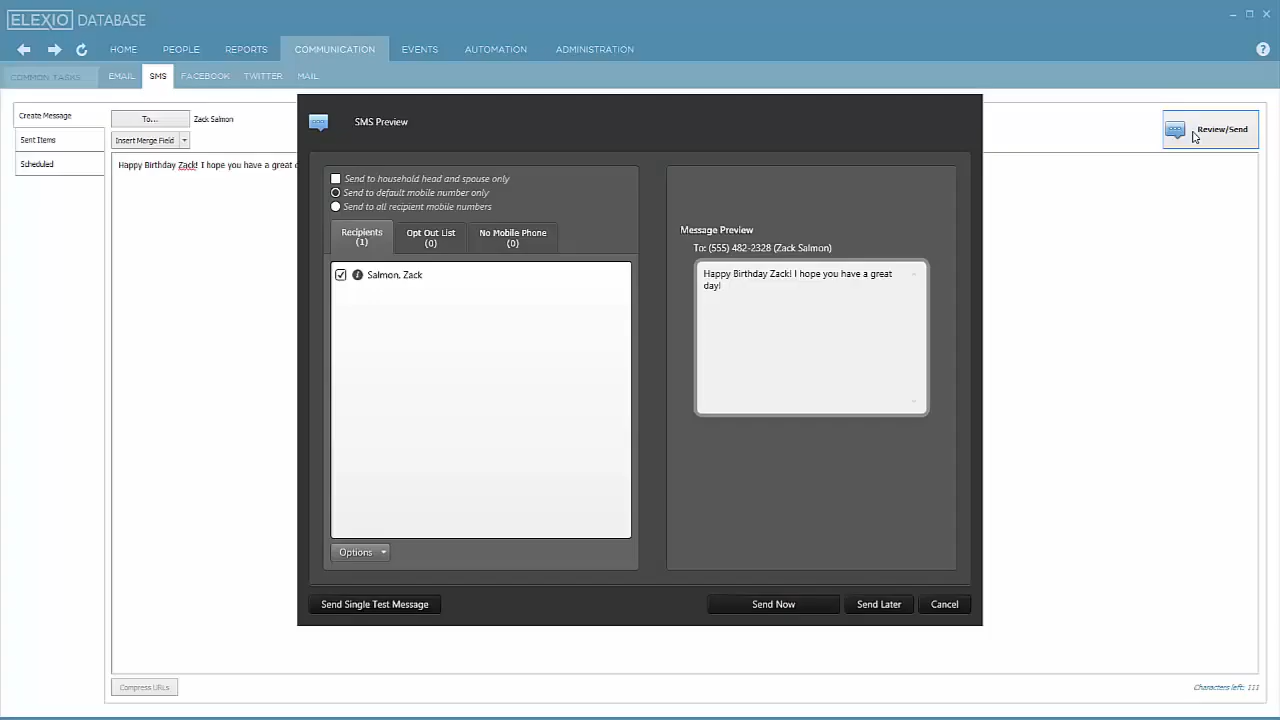 ELEXIO DATABASE
HOME PEOPLE REPORTS COMMUNICATION EVENTS AUTOMATION ADMINISTRATION
COMMON TASKS EMAIL SMS FACEBOOK TWITTER MAIL
Create Message
Sent Items
Scheduled
To... Zack Salmon
Insert Merge Field
Happy Birthday Zack! I hope you have a great
Review/Send
SMS Preview
Send to household head and spouse only
Send to default mobile number only
Send to all recipient mobile numbers
Recipients (1)
Opt Out List (0)
No Mobile Phone (0)
Salmon, Zack
Options
Message Preview
To: (555) 482-2328 (Zack Salmon)
Happy Birthday Zack! I hope you have a great
day!
Send Single Test Message
Send Now
Send Later
Cancel
Compress URLs
Characters left: 111